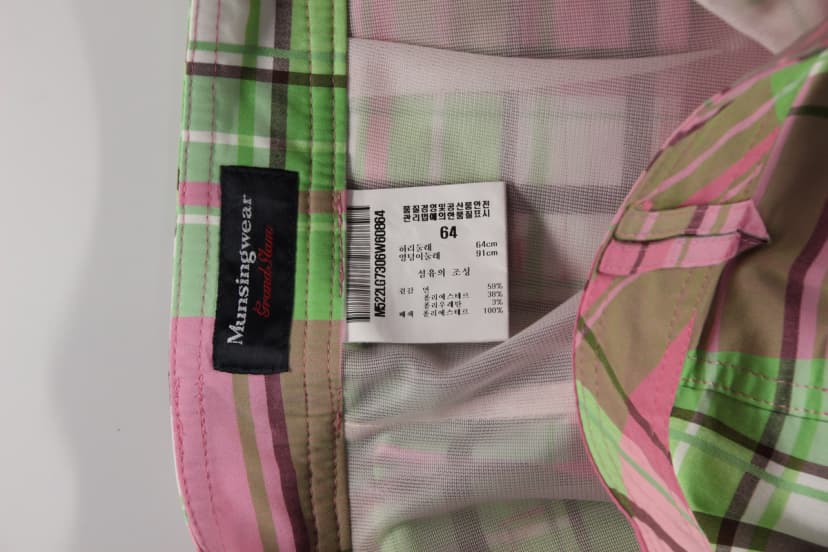 Munsingwear
Grand Slam
M522LG7306W60864
품질경영및공산품안전
관리법에의한품질표시
64
허리둘레 64cm
엉덩이둘레 91cm
섬유의 조성
겉감 면 59%
폴리에스테르 38%
폴리우레탄 3%
배색 폴리에스테르 100%